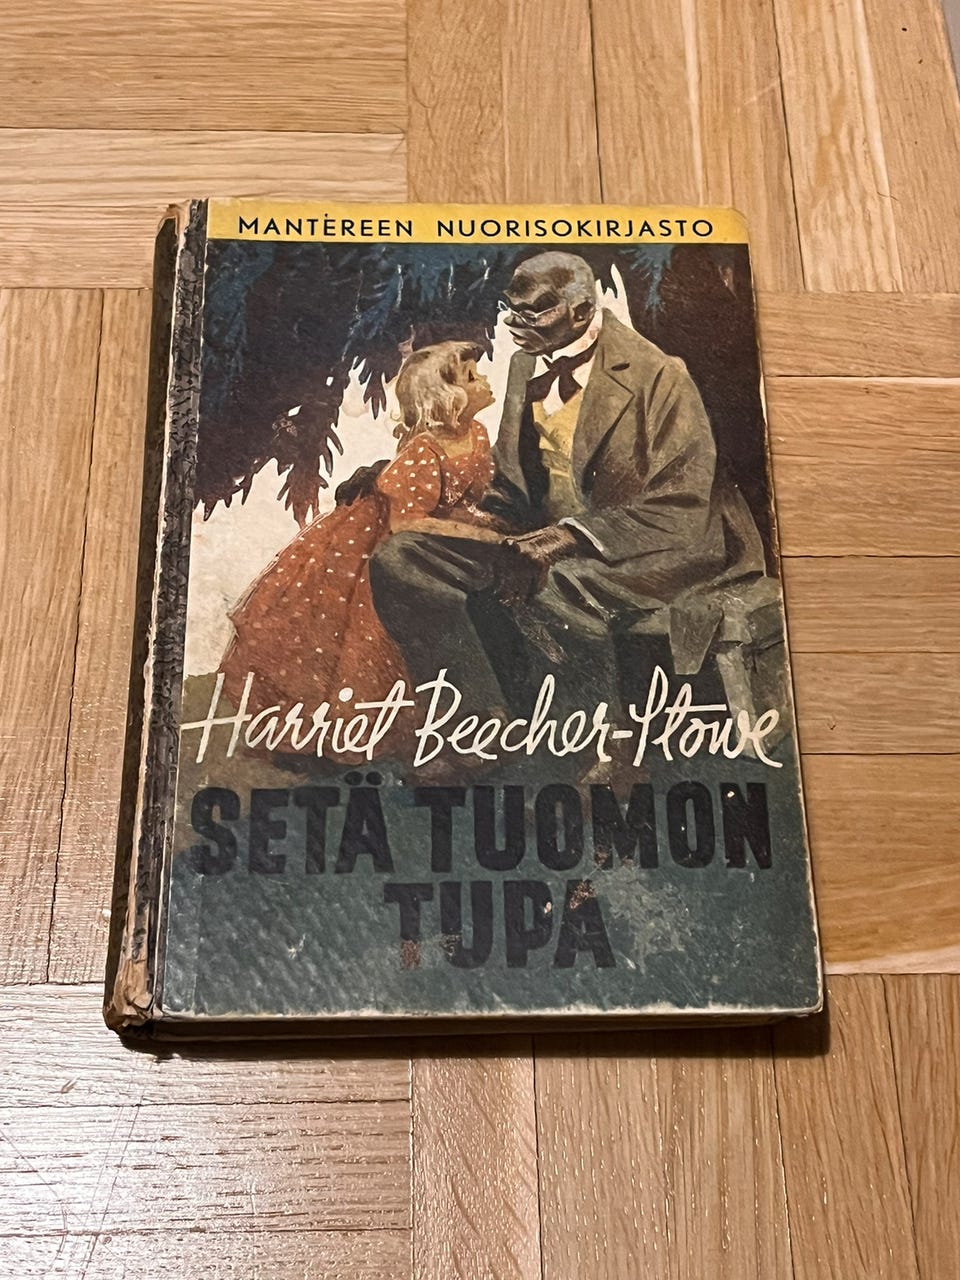 MANTEREEN NUORISOKIRJASTO
Harriet Beecher-Stowe
SETÄ TUOMON
TUPA